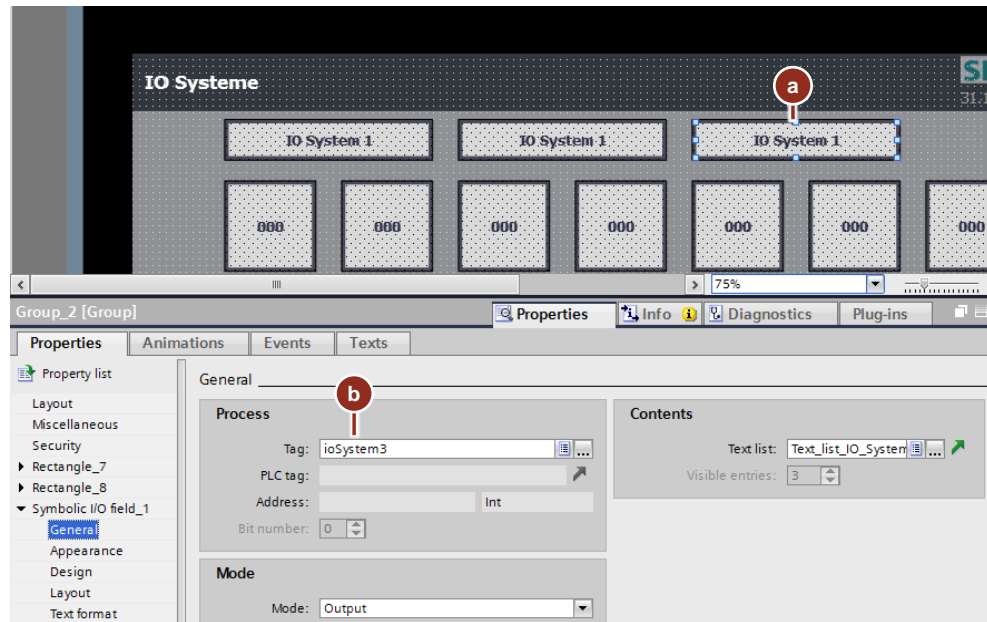 IO Systeme
SI
31.1
a
IO System 1 IO System 1 IO System 1
000 000 000 000 000 000 000
75%
Group_2 [Group] Properties Info Diagnostics Plug-ins
Properties Animations Events Texts
Property list
Layout
Miscellaneous
Security
Rectangle_7
Rectangle_8
Symbolic I/O field_1
General
Appearance
Design
Layout
Text format
General
b
Process
Tag: ioSystem3 ...
PLC tag:
Address: Int
Bit number: 0
Mode
Mode: Output
Contents
Text list: Text_list_IO_System ...
Visible entries: 3